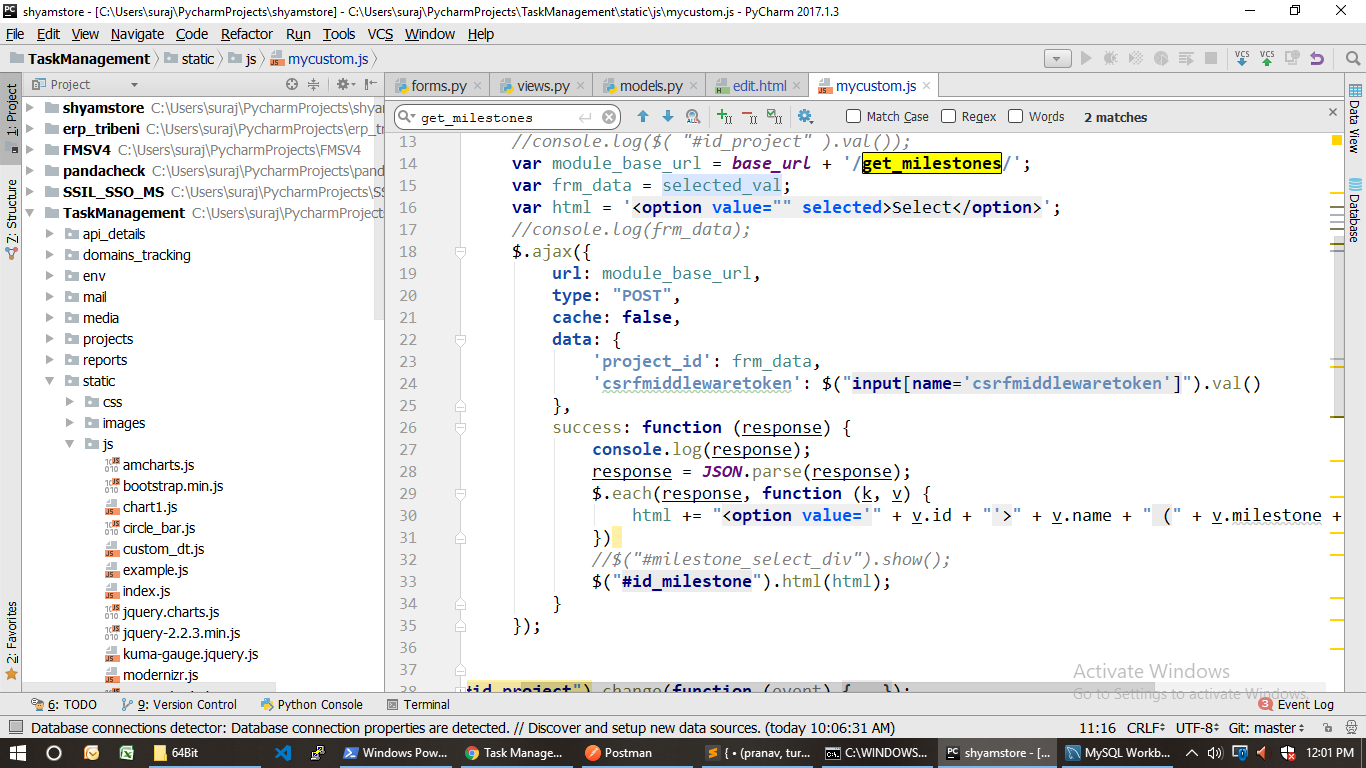 shyamstore - [C:\Users\suraj\PycharmProjects\shyamstore] - C:\Users\suraj\PycharmProjects\TaskManagement\static\js\mycustom.js - PyCharm 2017.1.3
File Edit View Navigate Code Refactor Run Tools VCS Window Help
TaskManagement static js mycustom.js
Project
forms.py views.py models.py edit.html mycustom.js
get_milestones Match Case Regex Words 2 matches
1: Project
Z: Structure
2: Favorites
Data View
Database
shyamstore C:\Users\suraj\PycharmProjects\shya
erp_tribeni C:\Users\suraj\PycharmProjects\erp_tr
FMSV4 C:\Users\suraj\PycharmProjects\FMSV4
pandacheck C:\Users\suraj\PycharmProjects\pand
SSIL_SSO_MS C:\Users\suraj\PycharmProjects\SS
TaskManagement C:\Users\suraj\PycharmProject
api_details
domains_tracking
env
mail
media
projects
reports
static
css
images
js
amcharts.js
bootstrap.min.js
chart1.js
circle_bar.js
custom_dt.js
example.js
index.js
jquery.charts.js
jquery-2.2.3.min.js
kuma-gauge.jquery.js
modernizr.js
13 //console.log($( "#id_project" ).val());
14 var module_base_url = base_url + '/get_milestones/';
15 var frm_data = selected_val;
16 var html = '<option value="" selected>Select</option>';
17 //console.log(frm_data);
18 $.ajax({
19 url: module_base_url,
20 type: "POST",
21 cache: false,
22 data: {
23 'project_id': frm_data,
24 'csrfmiddlewaretoken': $("input[name='csrfmiddlewaretoken']").val()
25 },
26 success: function (response) {
27 console.log(response);
28 response = JSON.parse(response);
29 $.each(response, function (k, v) {
30 html += "<option value='" + v.id + "'>" + v.name + " (" + v.milestone +
31 })
32 //$("#milestone_select_div").show();
33 $("#id_milestone").html(html);
34 }
35 });
36
37
38 "id_project").change(function (event) {...});
Activate Windows
Go to Settings to activate Windows.
6: TODO 9: Version Control Python Console Terminal 3 Event Log
Database connections detector: Database connection properties are detected. // Discover and setup new data sources. (today 10:06:31 AM) 11:16 CRLF UTF-8 Git: master
64Bit Windows Pow... Task Manage... Postman { • (pranav, tur... C:\WINDOWS... shyamstore - [... MySQL Workb... 12:01 PM